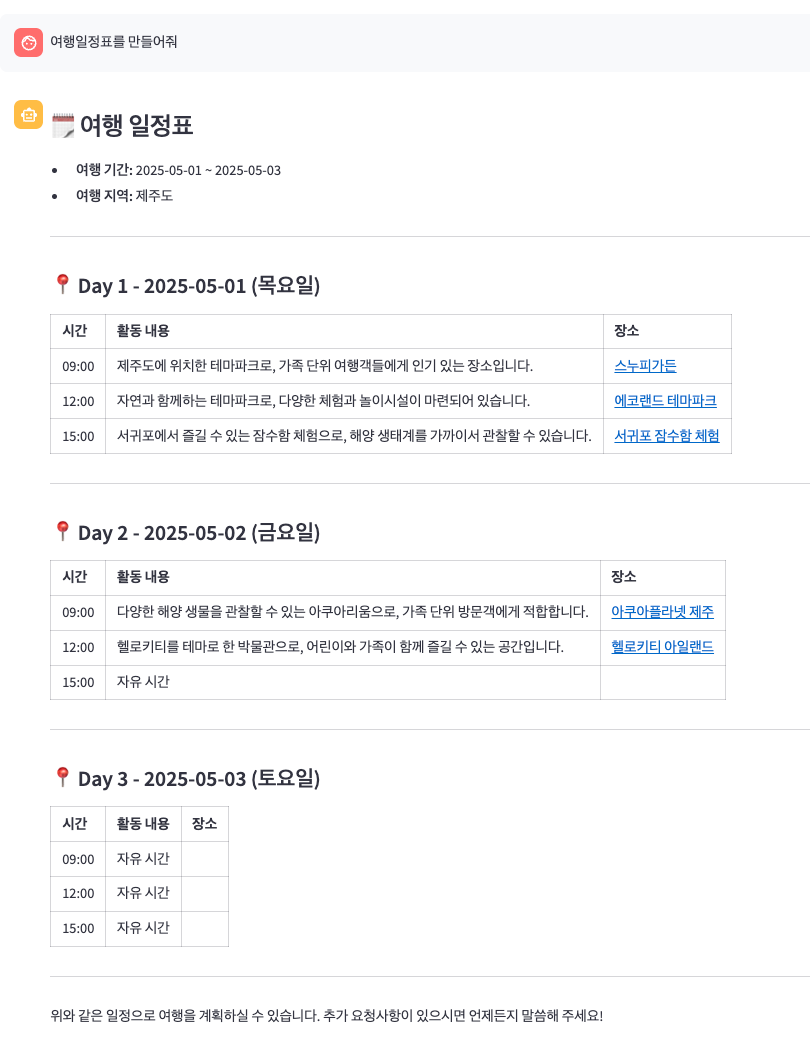 여행일정표를 만들어줘
여행 일정표
여행 기간: 2025-05-01 ~ 2025-05-03
여행 지역: 제주도
Day 1 - 2025-05-01 (목요일)
시간 활동 내용 장소
09:00 제주도에 위치한 테마파크로, 가족 단위 여행객들에게 인기 있는 장소입니다. 스누피가든
12:00 자연과 함께하는 테마파크로, 다양한 체험과 놀이시설이 마련되어 있습니다. 에코랜드 테마파크
15:00 서귀포에서 즐길 수 있는 잠수함 체험으로, 해양 생태계를 가까이서 관찰할 수 있습니다. 서귀포 잠수함 체험
Day 2 - 2025-05-02 (금요일)
시간 활동 내용 장소
09:00 다양한 해양 생물을 관찰할 수 있는 아쿠아리움으로, 가족 단위 방문객에게 적합합니다. 아쿠아플라넷 제주
12:00 헬로키티를 테마로 한 박물관으로, 어린이와 가족이 함께 즐길 수 있는 공간입니다. 헬로키티 아일랜드
15:00 자유 시간
Day 3 - 2025-05-03 (토요일)
시간 활동 내용 장소
09:00 자유 시간
12:00 자유 시간
15:00 자유 시간
위와 같은 일정으로 여행을 계획하실 수 있습니다. 추가 요청사항이 있으시면 언제든지 말씀해 주세요!